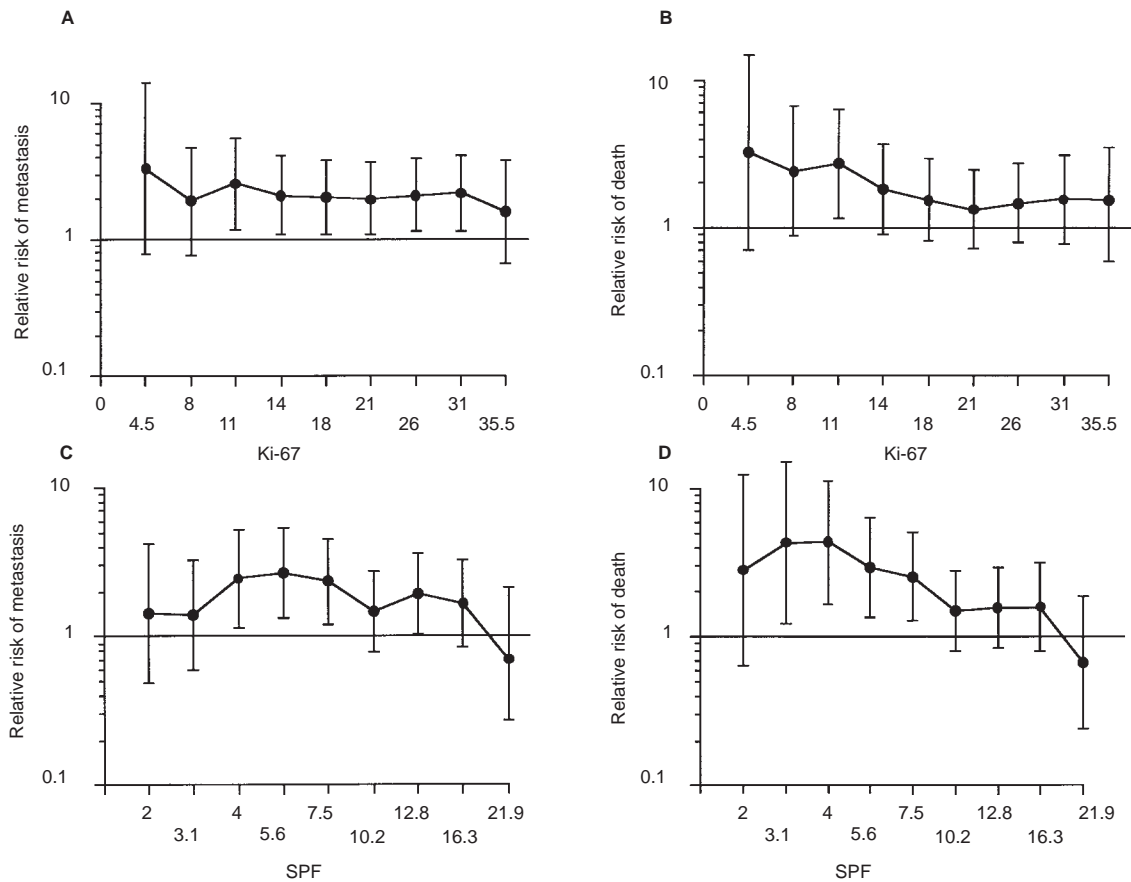 A
Relative risk of metastasis
10
1
0.1
0 8 14 21 31
4.5 11 18 26 35.5
Ki-67
B
Relative risk of death
10
1
0.1
0 8 14 21 31
4.5 11 18 26 35.5
Ki-67
C
Relative risk of metastasis
10
1
0.1
2 4 7.5 12.8 21.9
3.1 5.6 10.2 16.3
SPF
D
Relative risk of death
10
1
0.1
2 4 7.5 12.8 21.9
3.1 5.6 10.2 16.3
SPF